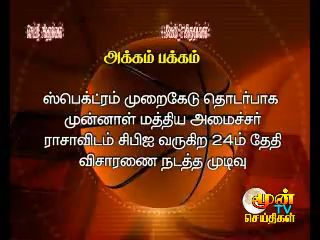 அக்கம் பக்கம்
ஸ்பெக்ட்ரம் முறைகேடு தொடர்பாக
முன்னாள் மத்திய அமைச்சர்
ராசாவிடம் சிபிஐ வருகிற 24ம் தேதி
விசாரணை நடத்த முடிவு
மூன்
TV
செய்திகள்